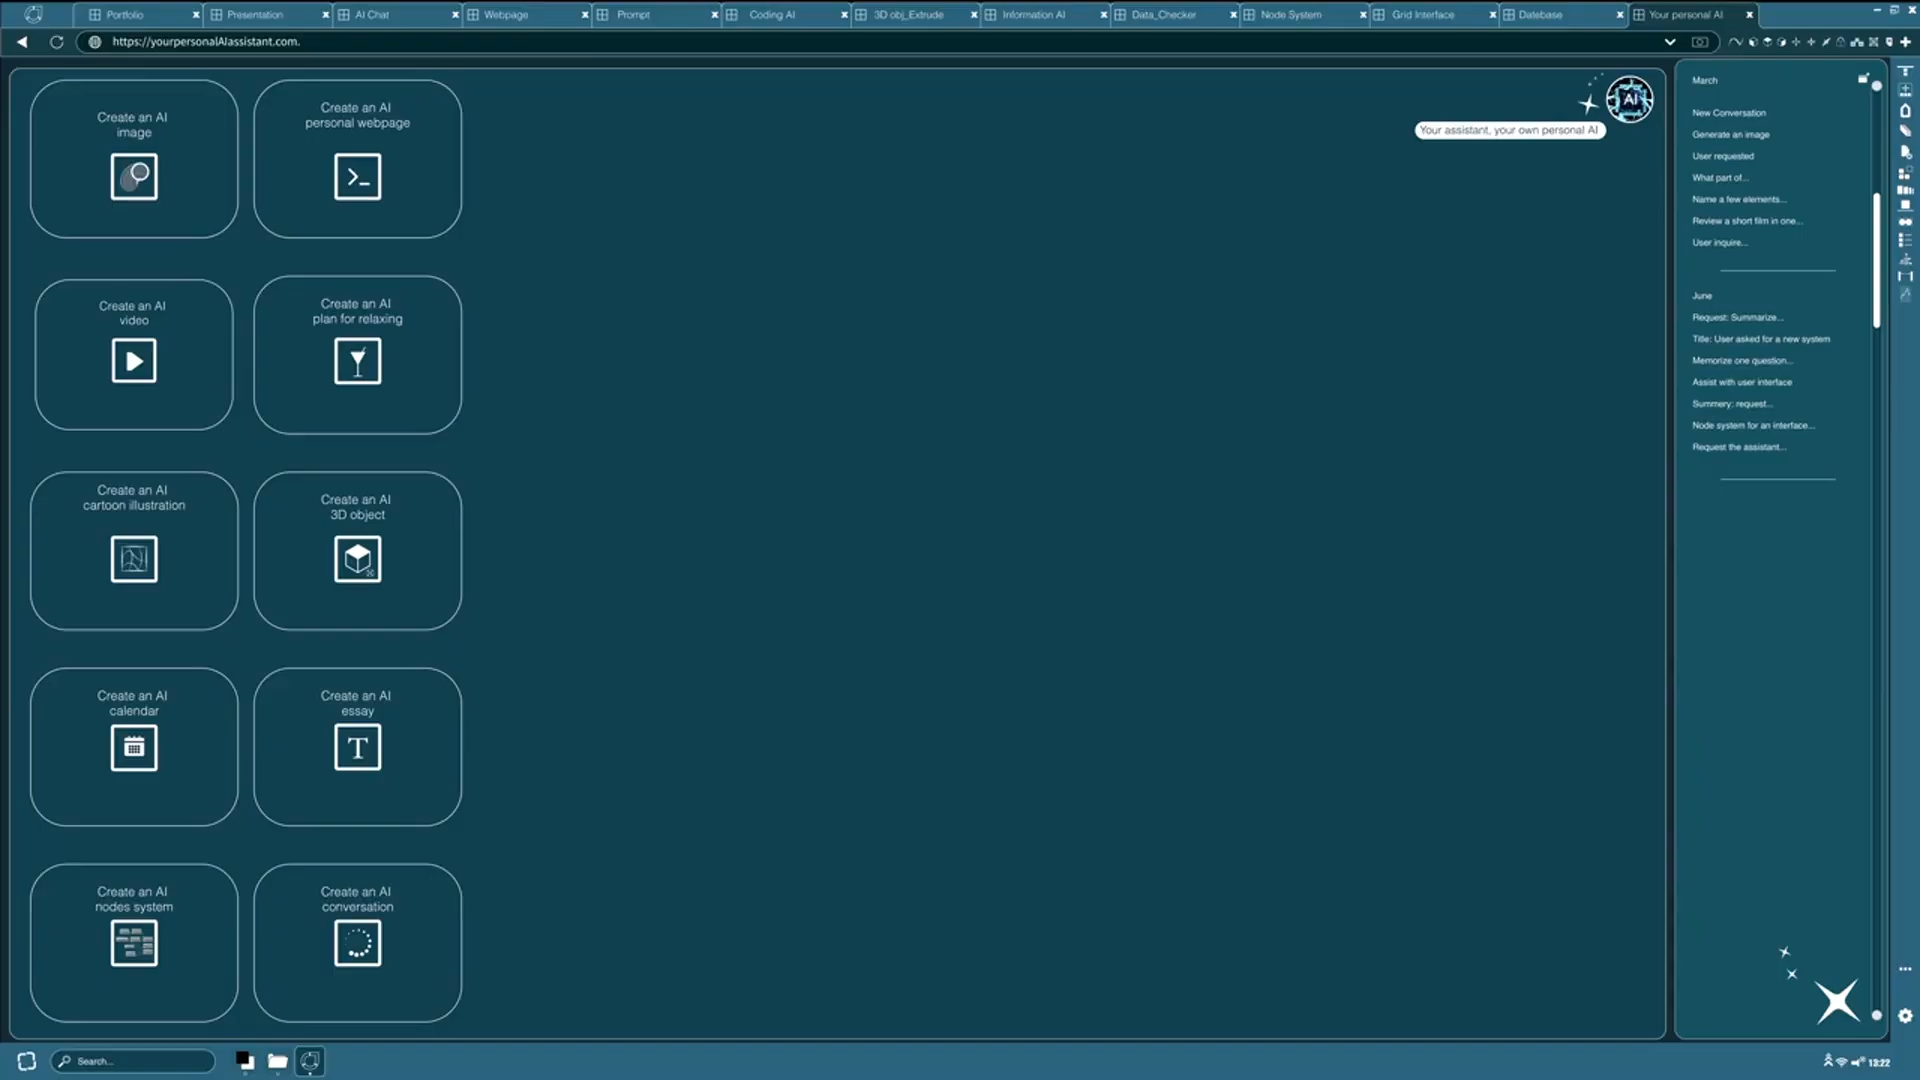 Portfolio
Presentation
AI Chat
Webpage
Prompt
Coding AI
3D obj_Extrude
Information AI
Data_Checker
Node System
Grid Interface
Datebase
Your personal AI
https://yourpersonalAIassistant.com.
Create an AI
image
Create an AI
personal webpage
Create an AI
video
Create an AI
plan for relaxing
Create an AI
cartoon illustration
Create an AI
3D object
Create an AI
calendar
Create an AI
essay
T
Create an AI
nodes system
Create an AI
conversation
AI
Your assistant, your own personal AI
March
New Conversation
Generate an image
User requested
What part of...
Name a few elements...
Review a short film in one...
User inquire...
June
Request: Summarize...
Title: User asked for a new system
Memorize one question...
Assist with user interface
Summery: request...
Node system for an interface...
Request the assistant...
Search...
13:22